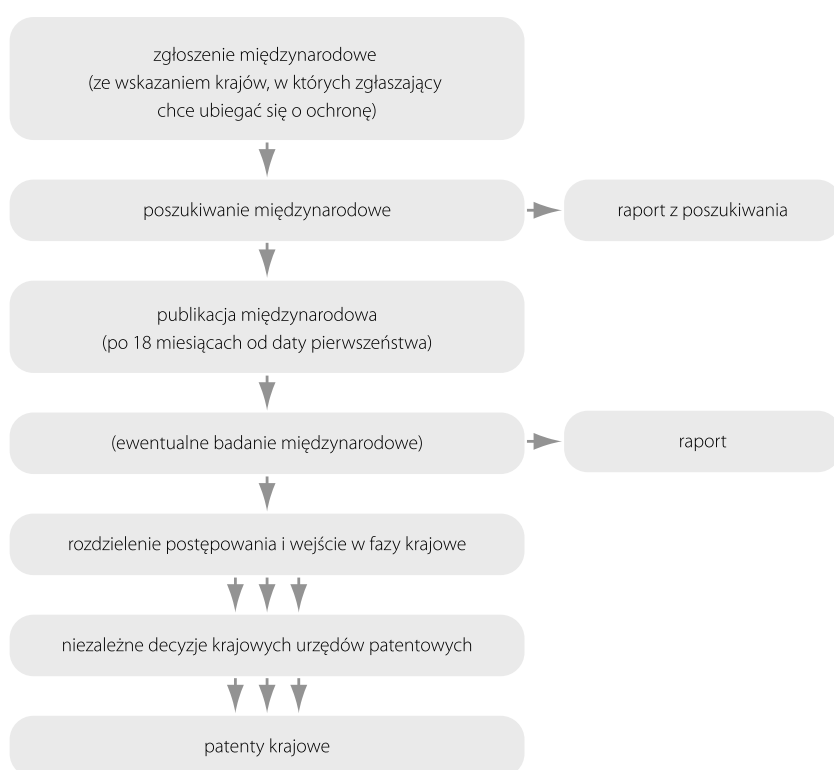 zgłoszenie międzynarodowe
(ze wskazaniem krajów, w których zgłaszający
chce ubiegać się o ochronę)
poszukiwanie międzynarodowe
raport z poszukiwania
publikacja międzynarodowa
(po 18 miesiącach od daty pierwszeństwa)
(ewentualne badanie międzynarodowe)
raport
rozdzielenie postępowania i wejście w fazy krajowe
niezależne decyzje krajowych urzędów patentowych
patenty krajowe